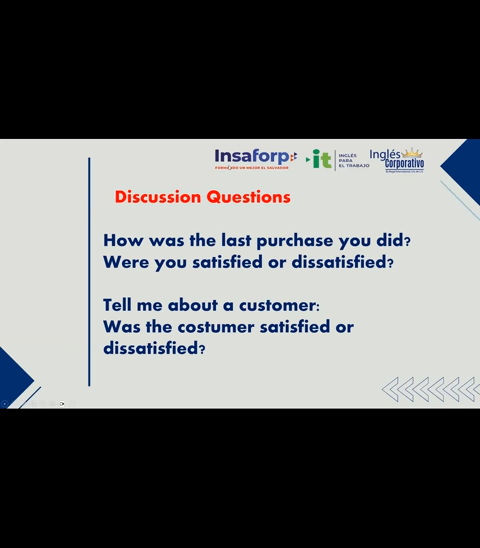 Insaforp
FORMANDO UN MEJOR EL SALVADOR
it
INGLÉS
PARA
EL TRABAJO
Inglés
Corporativo
Discussion Questions
How was the last purchase you did?
Were you satisfied or dissatisfied?
Tell me about a customer:
Was the costumer satisfied or
dissatisfied?